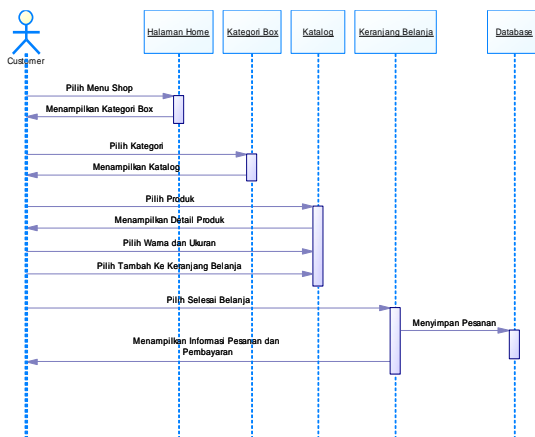 Halaman Home
Kategori Box
Katalog
Keranjang Belanja
Database
Customer
Pilih Menu Shop
Menampilkan Kategori Box
Pilih Kategori
Menampilkan Katalog
Pilih Produk
Menampilkan Detail Produk
Pilih Warna dan Ukuran
Pilih Tambah Ke Keranjang Belanja
Pilih Selesai Belanja
Menyimpan Pesanan
Menampilkan Informasi Pesanan dan
Pembayaran